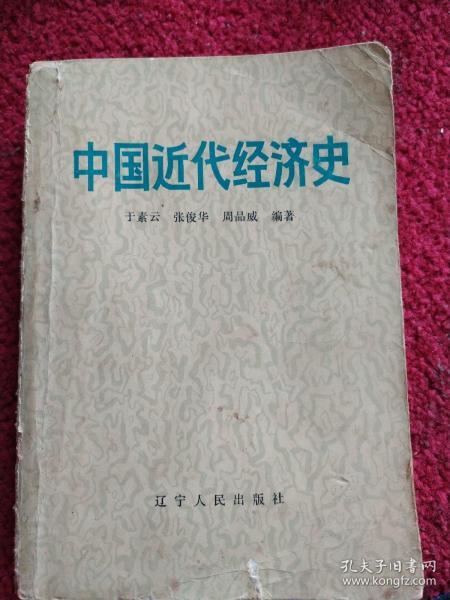 中国近代经济史
于素云 张俊华 周品威 编著
辽宁人民出版社
孔夫子旧书网
www.kongfz.com